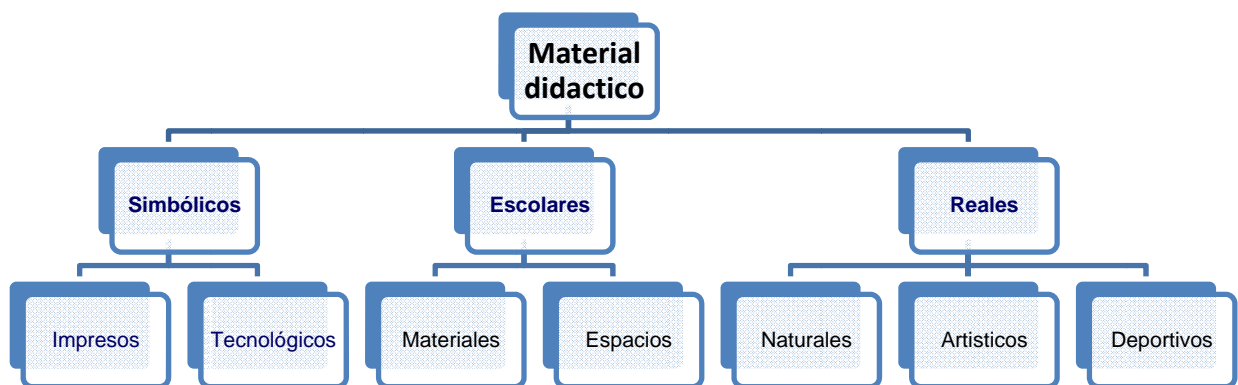 Material
didactico
Simbólicos
Escolares
Reales
Impresos
Tecnológicos
Materiales
Espacios
Naturales
Artisticos
Deportivos